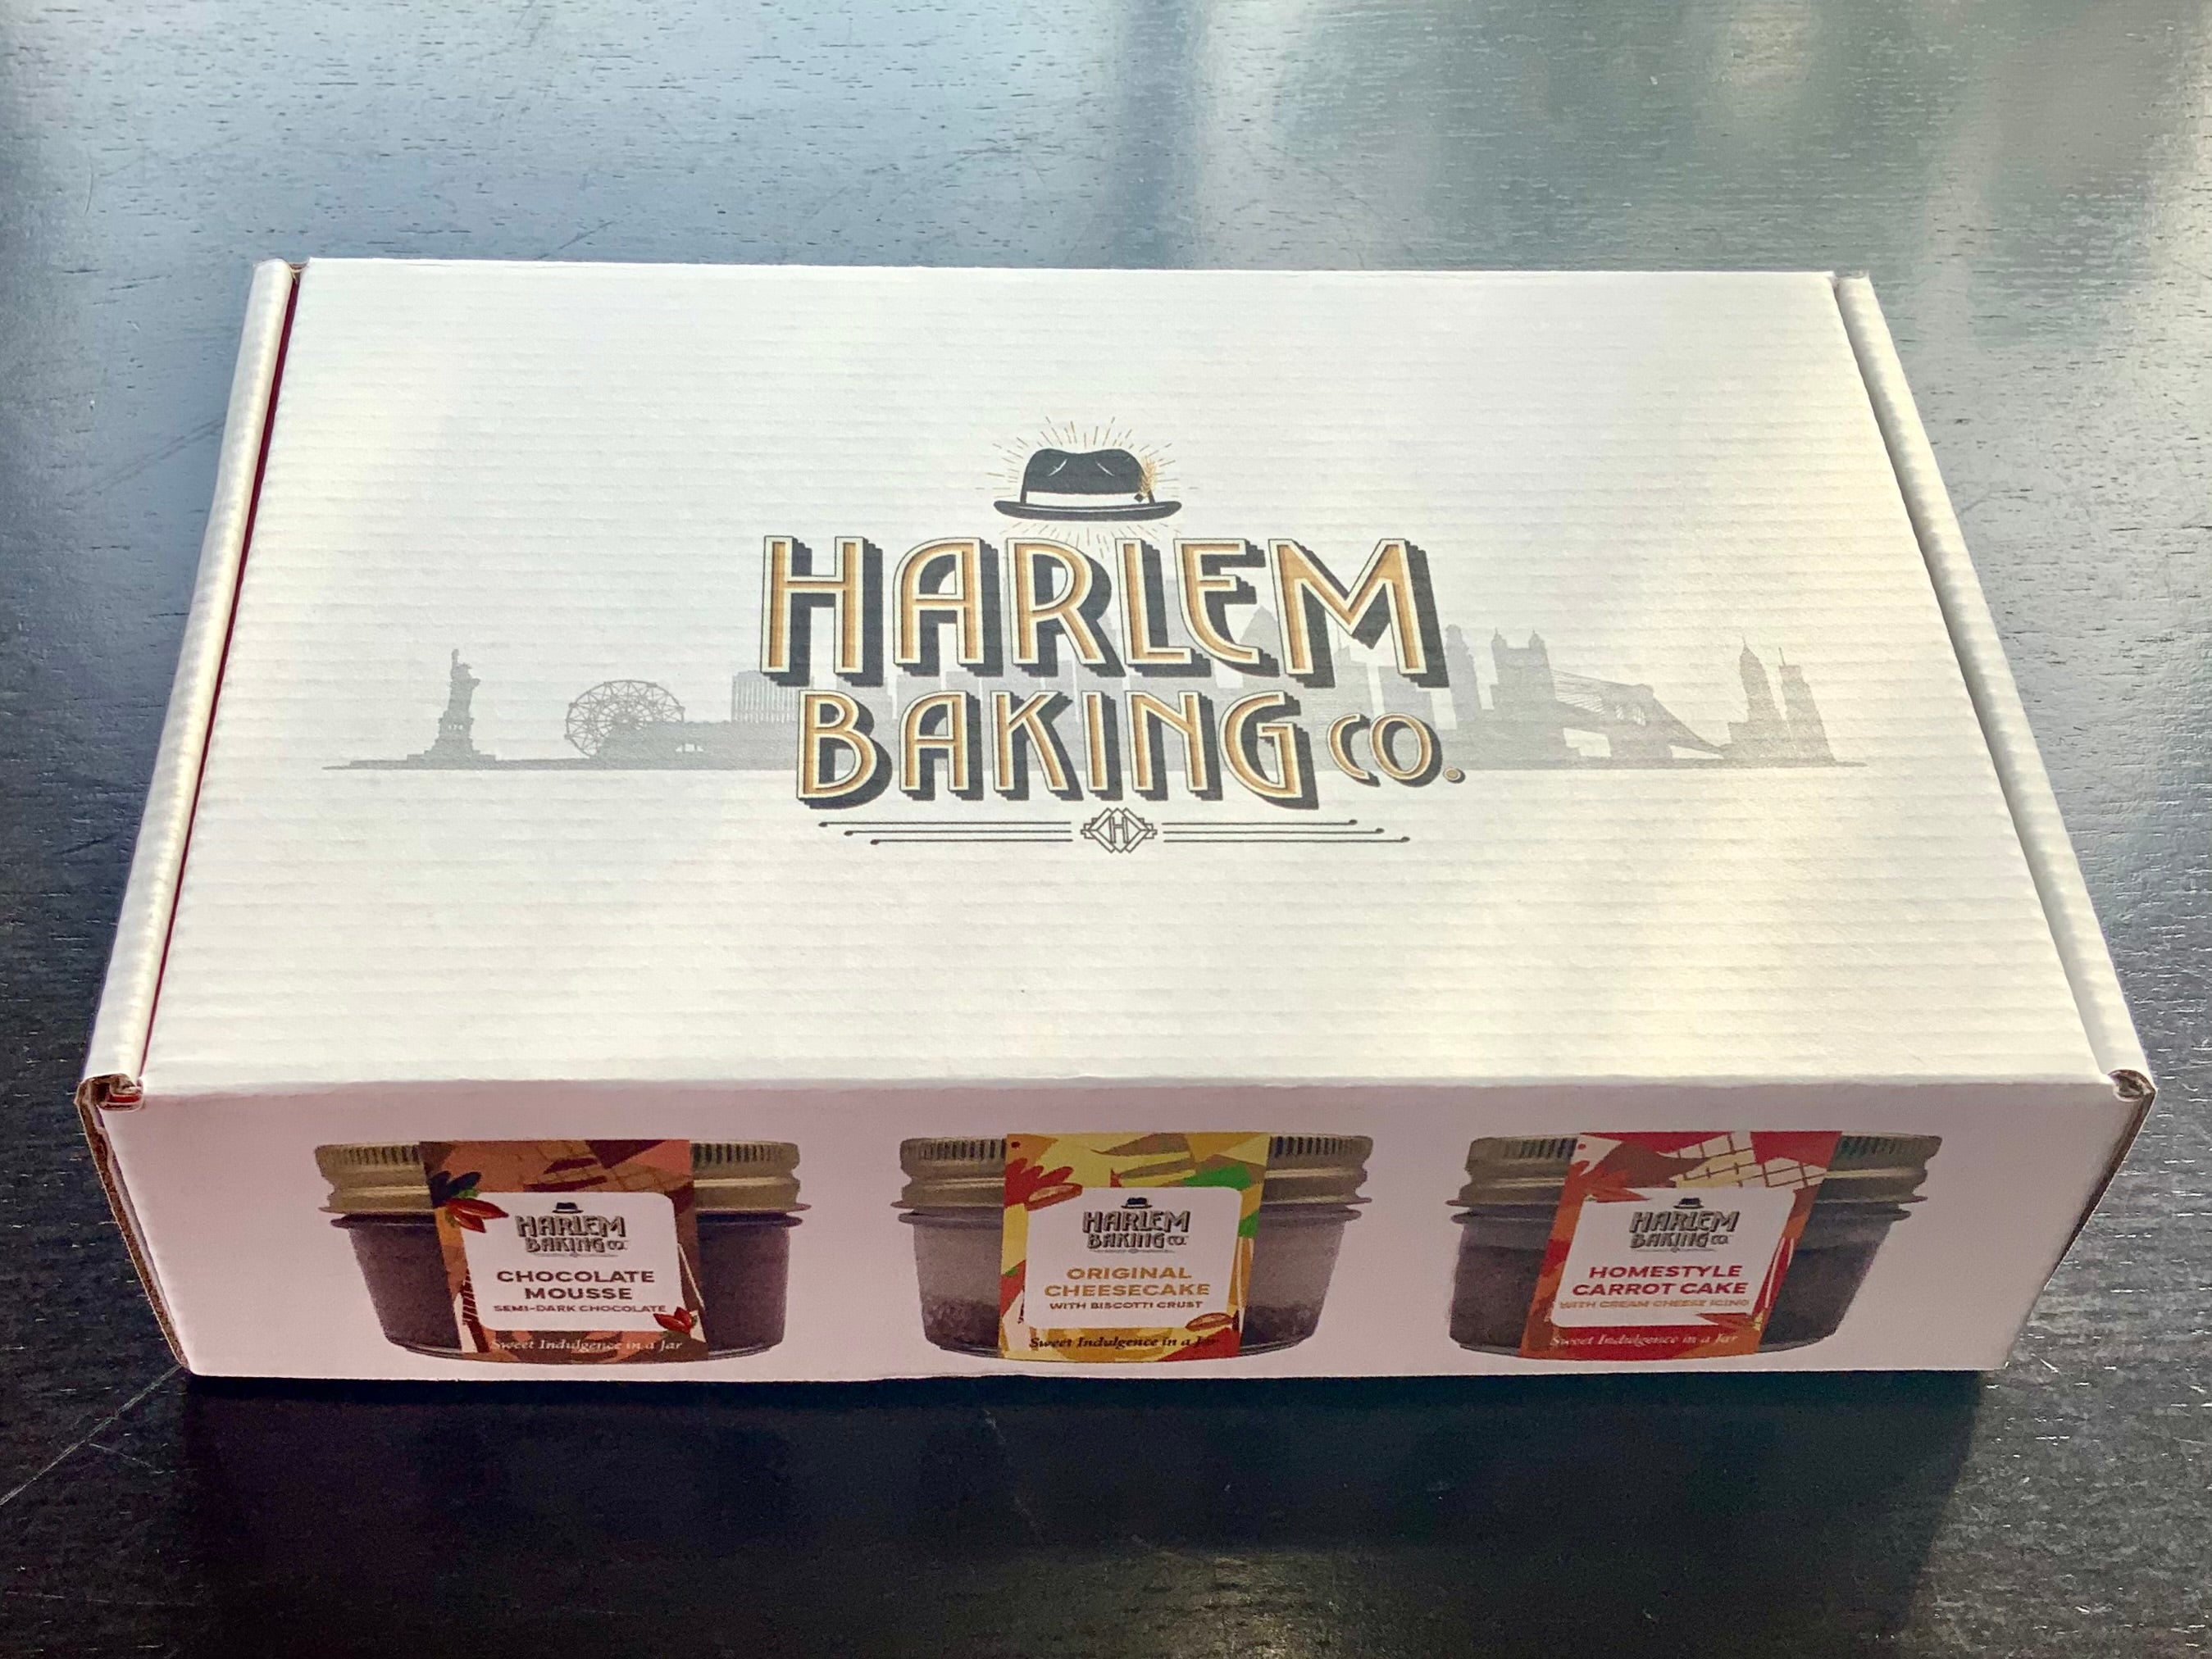 HARLEM
BAKING CO.
H
HARLEM
BAKING CO.
CHOCOLATE
MOUSSE
SEMI-DARK CHOCOLATE
Sweet Indulgence in a Jar
HARLEM
BAKING CO.
ORIGINAL
CHEESECAKE
WITH BISCOTTI CRUST
Sweet Indulgence in a Jar
HARLEM
BAKING CO.
HOMESTYLE
CARROT CAKE
WITH CREAM CHEESE ICING
Sweet Indulgence in a Jar